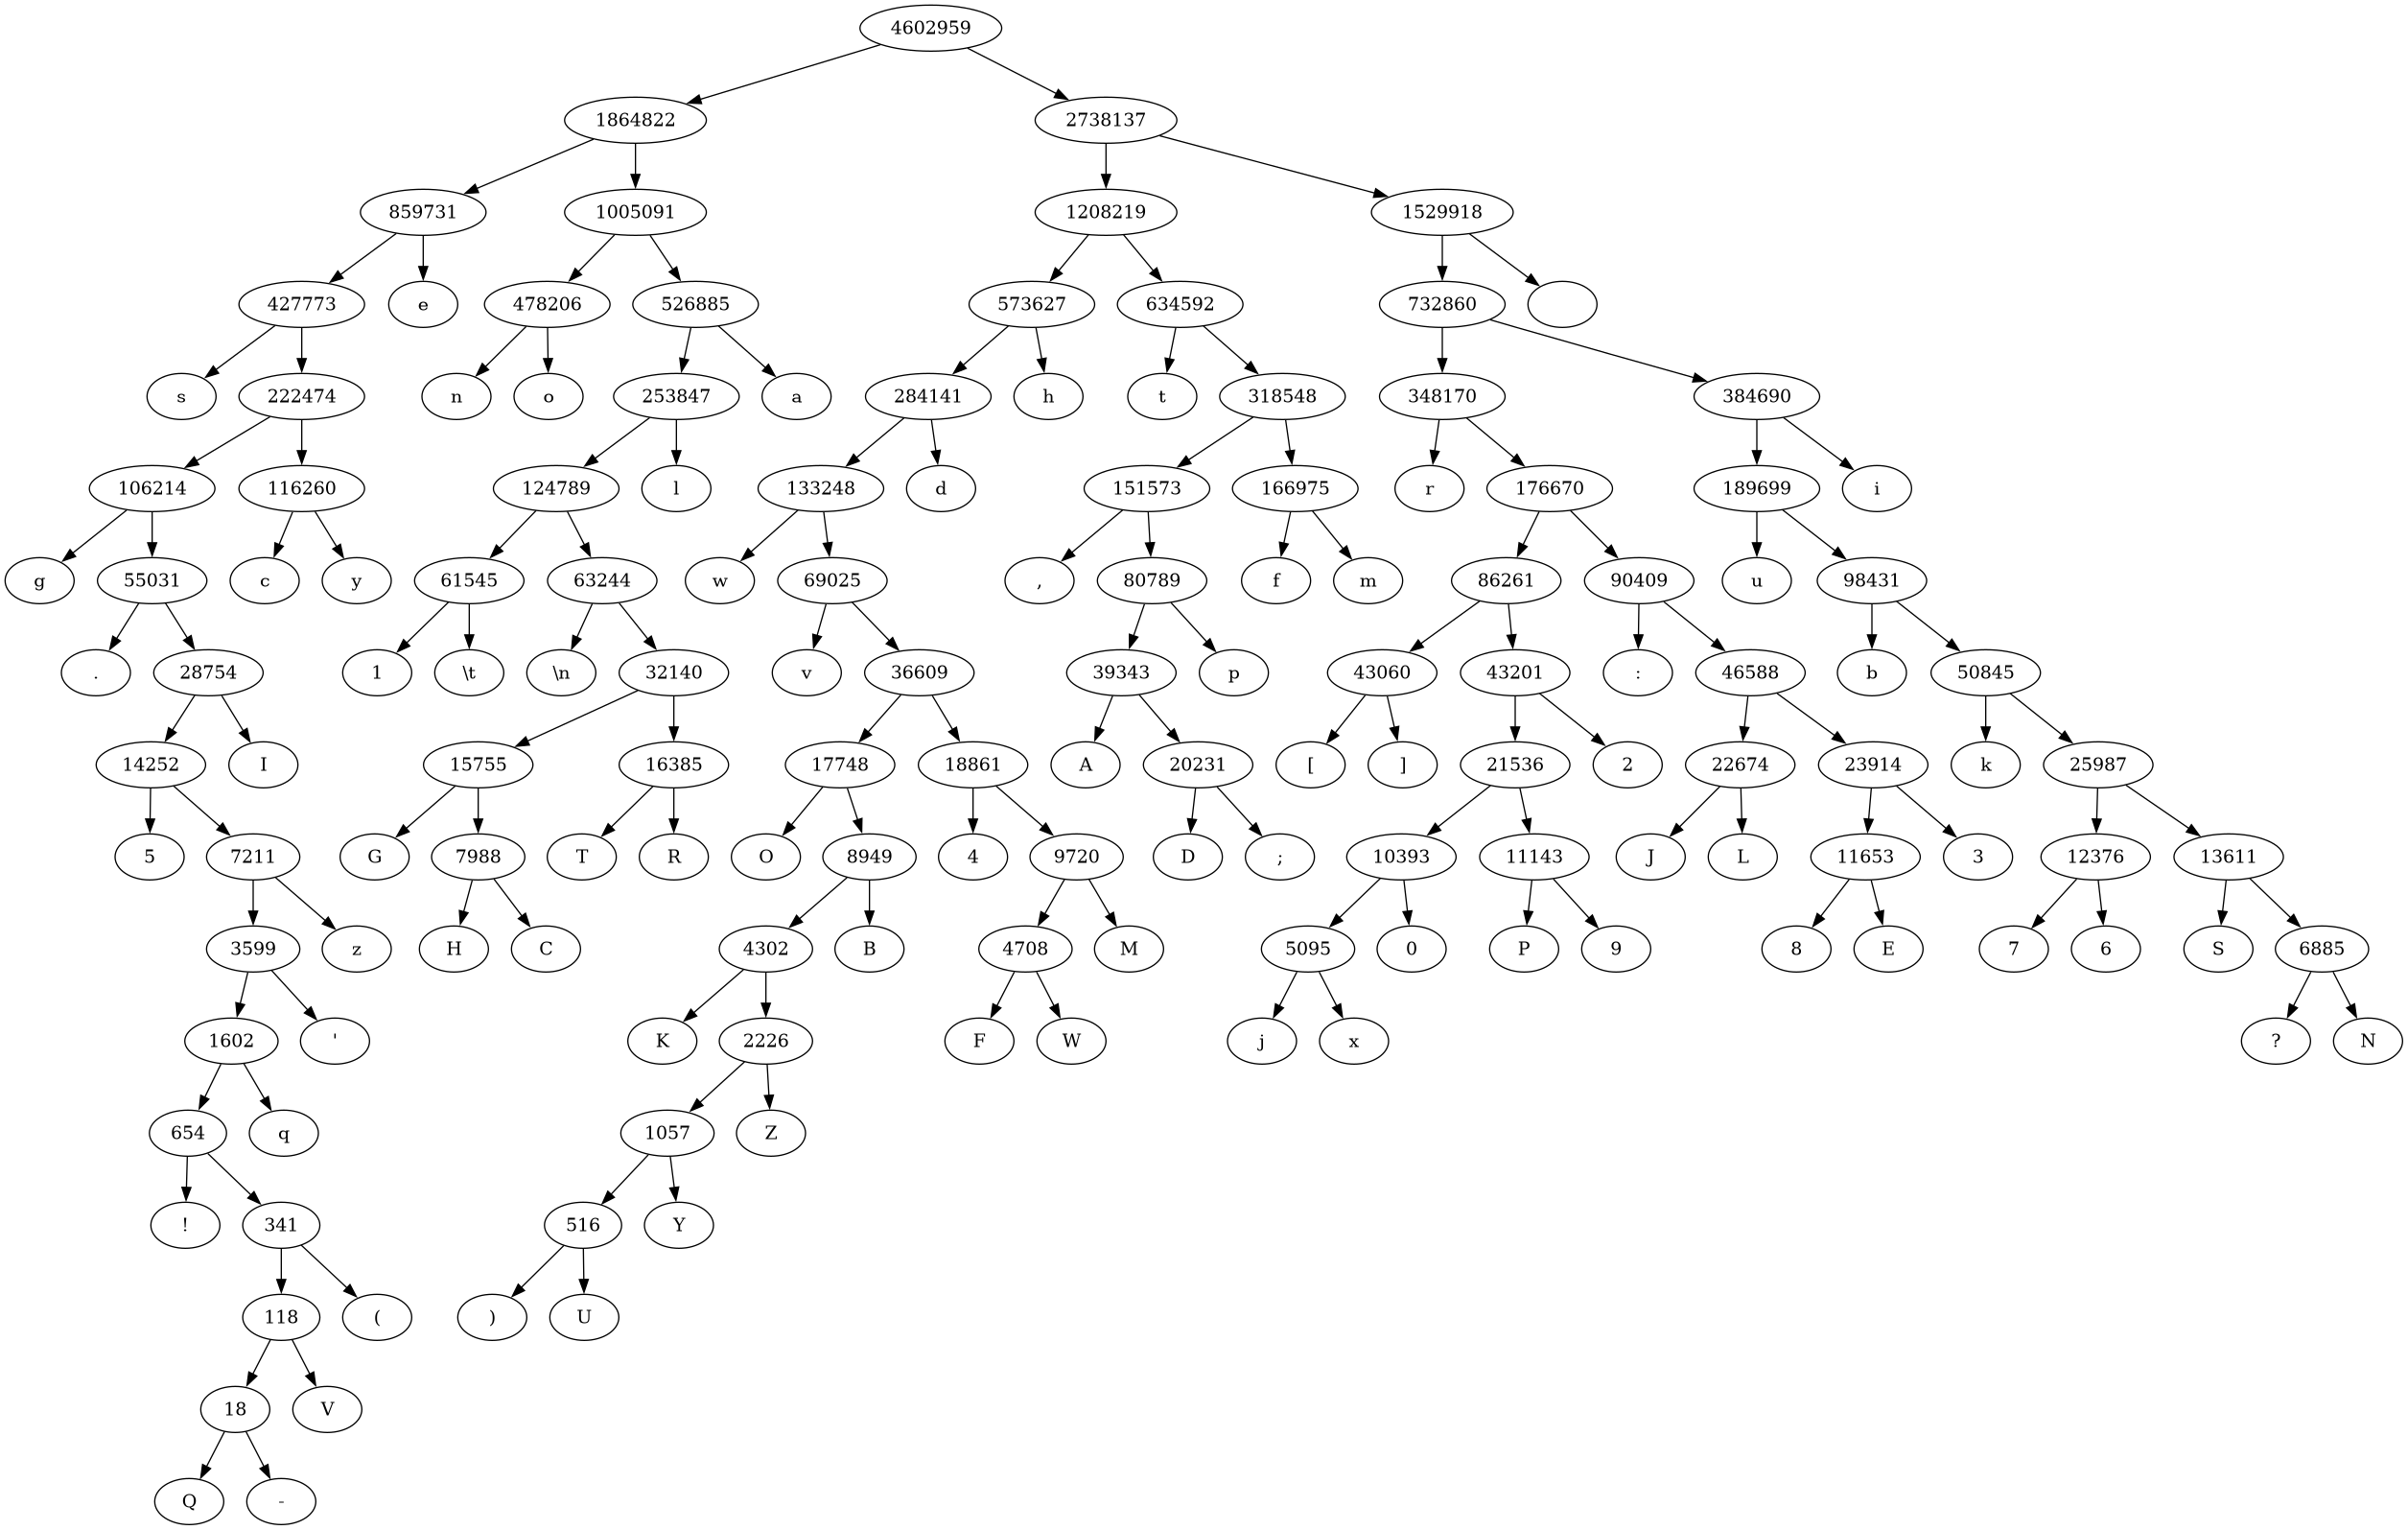 4602959
1864822 2738137
859731 1005091 1208219 1529918
427773 e 478206 526885 573627 634592 732860
s 222474 n o 253847 a 284141 h t 318548 348170 384690
106214 116260 124789 l 133248 d 151573 166975 r 176670 189699 i
g 55031 c y 61545 63244 w 69025 , 80789 f m 86261 90409 u 98431
. 28754 1 \t \n 32140 v 36609 39343 p 43060 43201 : 46588 b 50845
14252 I 15755 16385 17748 18861 A 20231 [ ] 21536 2 22674 23914 k 25987
5 7211 G 7988 T R O 8949 4 9720 D ; 10393 11143 J L 11653 3 12376 13611
3599 z H C 4302 B 4708 M 5095 0 P 9 8 E 7 6 S 6885
1602 ' K 2226 F W j x ? N
654 q 1057 Z
! 341 516 Y
118 ( ) U
18 V
Q -